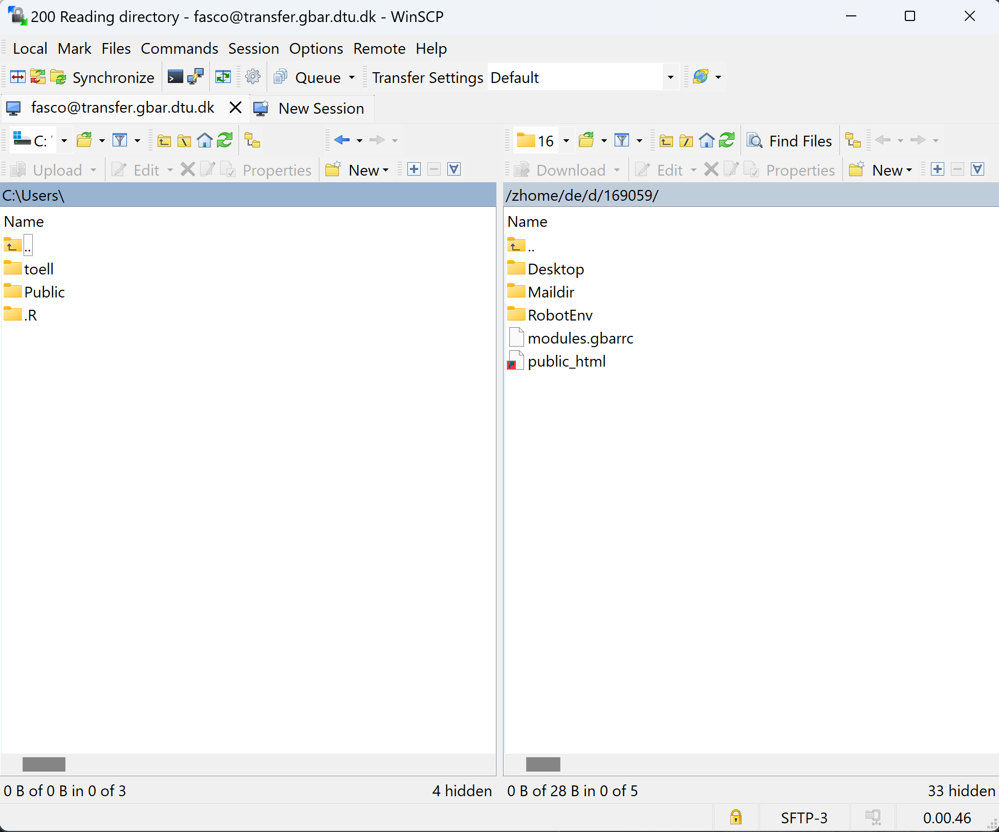 200 Reading directory - fasco@transfer.gbar.dtu.dk - WinSCP
Local Mark Files Commands Session Options Remote Help
Synchronize Queue Transfer Settings Default
fasco@transfer.gbar.dtu.dk New Session
C: 16 Find Files
Upload Edit Properties New Download Edit Properties New
C:\Users\ /zhome/de/d/169059/
Name Name
.. ..
toell Desktop
Public Maildir
.R RobotEnv
modules.gbarrc
public_html
0 B of 0 B in 0 of 3 4 hidden 0 B of 28 B in 0 of 5 33 hidden
SFTP-3 0.00.46